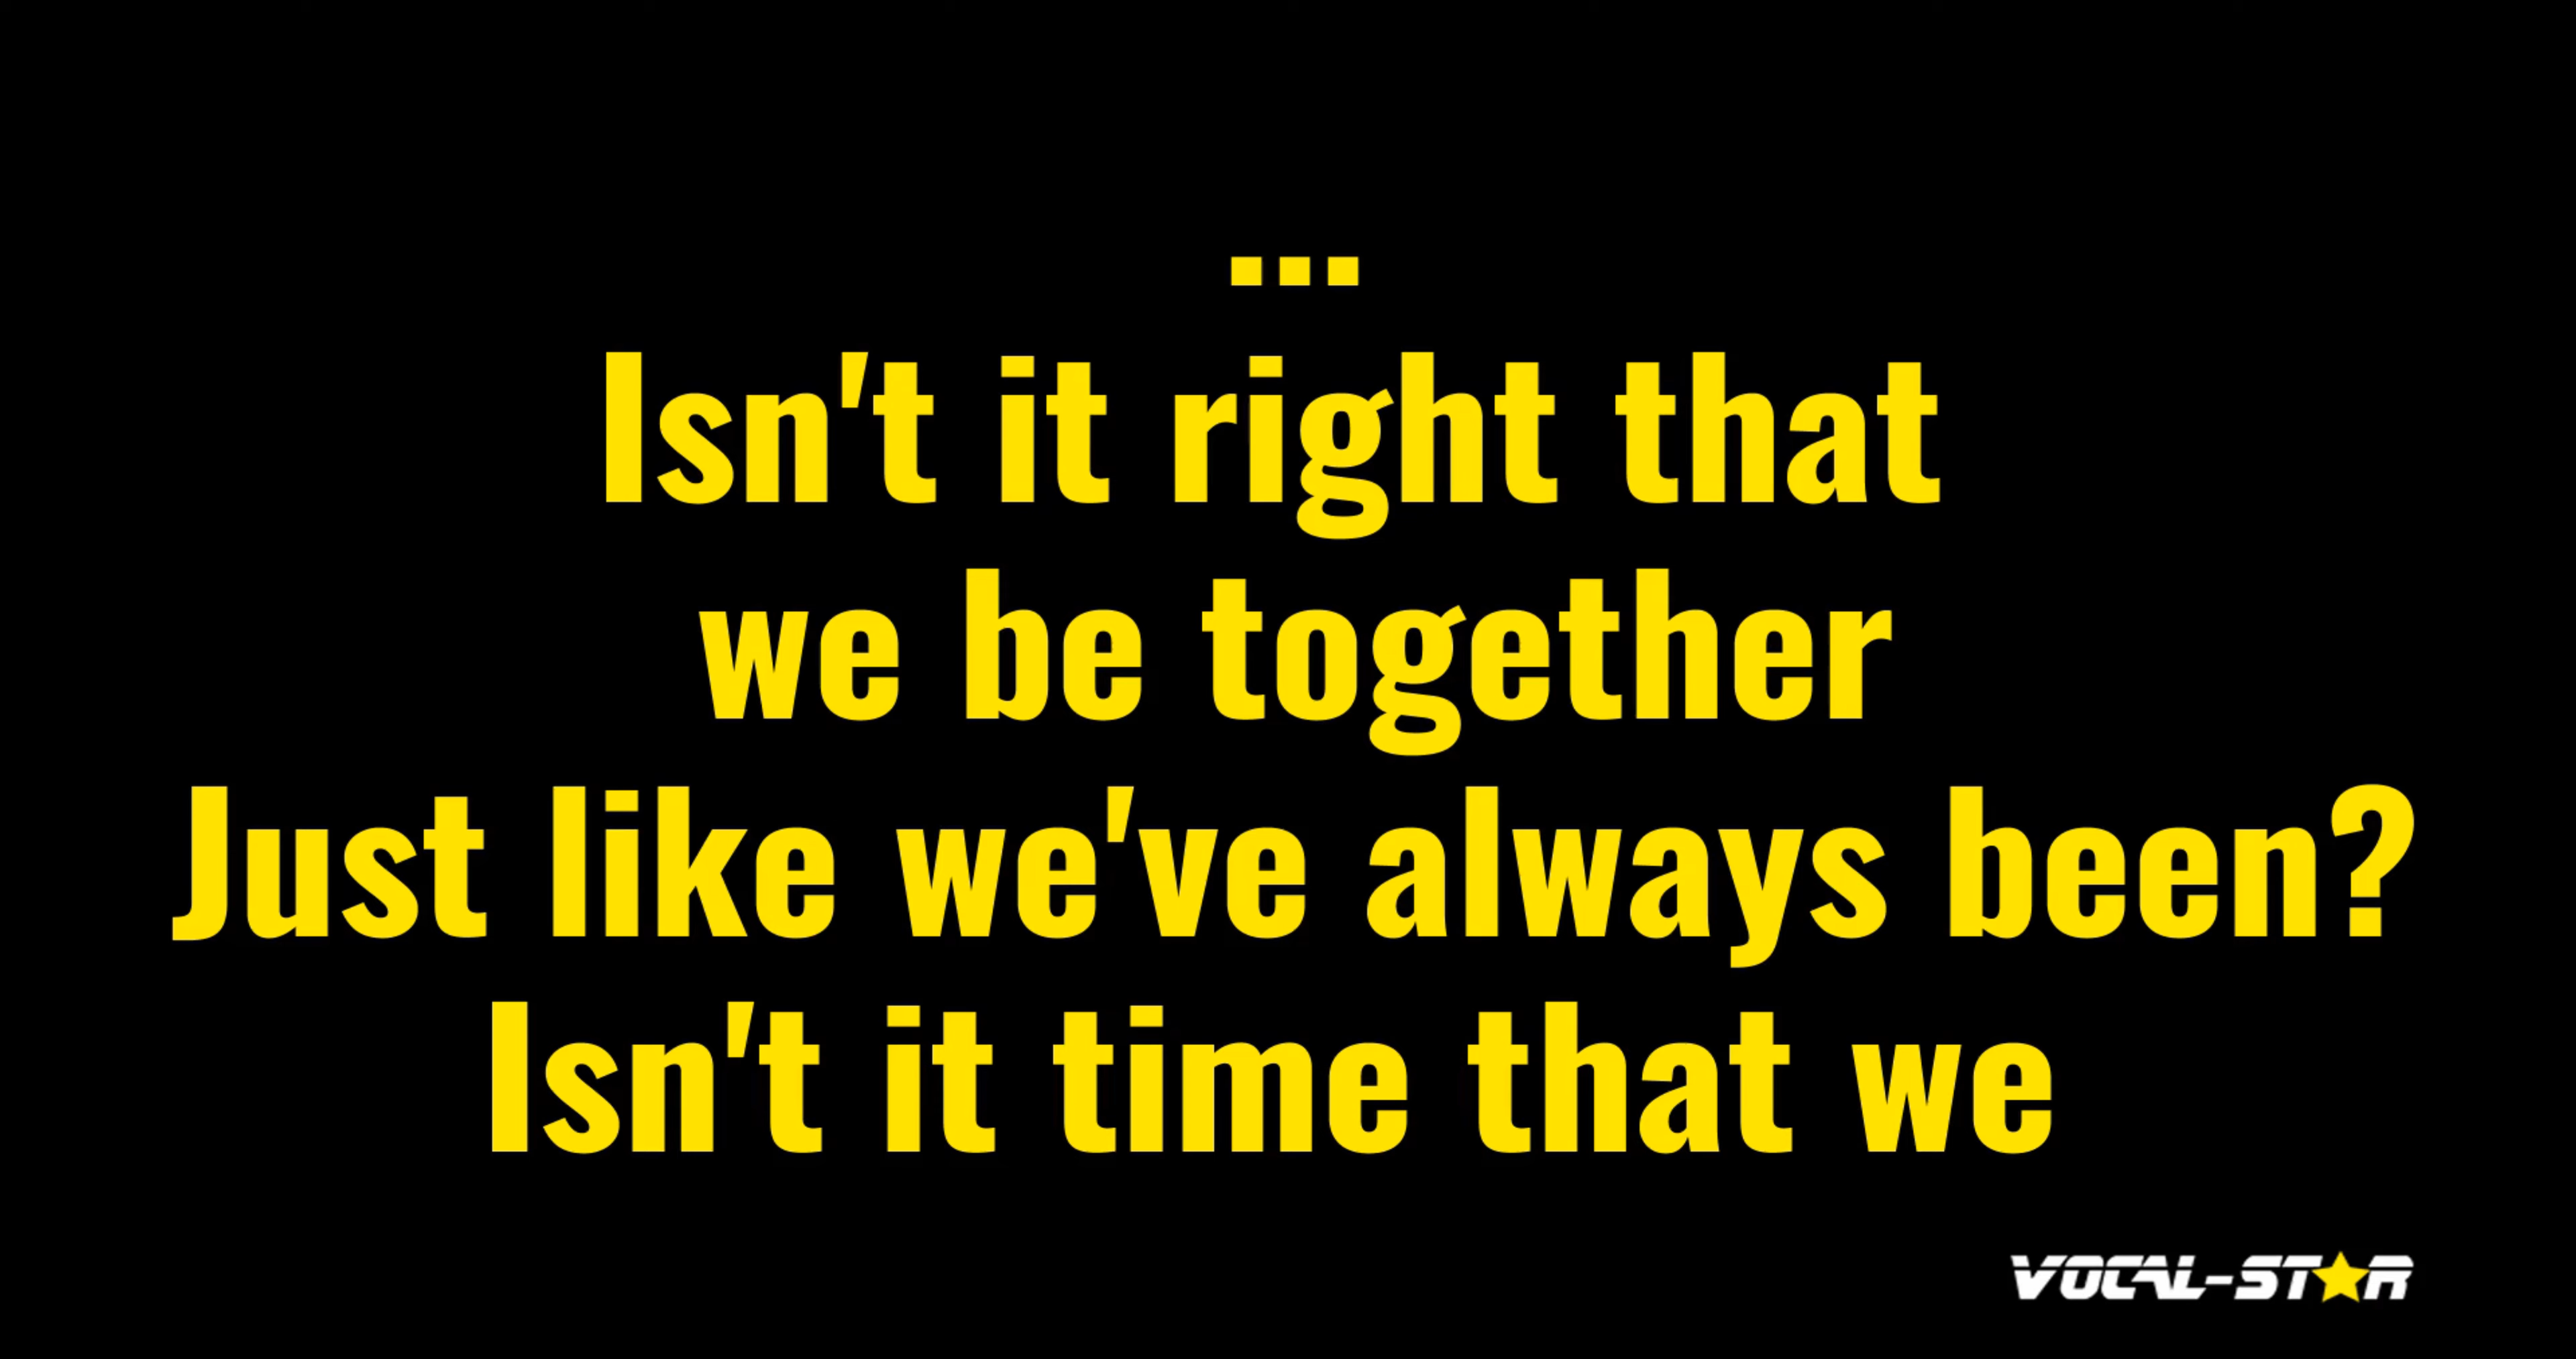 ...
Isn't it right that
we be together
Just like we've always been?
Isn't it time that we
VOCAL-STAR